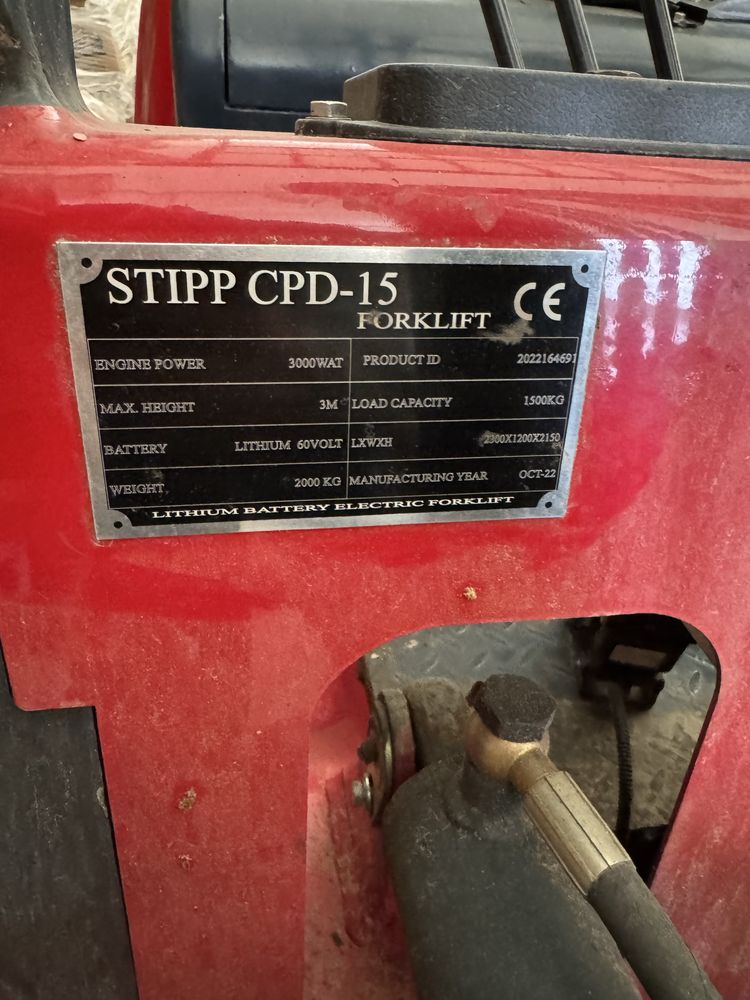 STIPP CPD-15
FORKLIFT
CE
ENGINE POWER 3000WAT PRODUCT ID 2022164691
MAX. HEIGHT 3M LOAD CAPACITY 1500KG
BATTERY LITHIUM 60VOLT LXWXH 2300X1200X2150
WEIGHT 2000 KG MANUFACTURING YEAR OCT-22
LITHIUM BATTERY ELECTRIC FORKLIFT